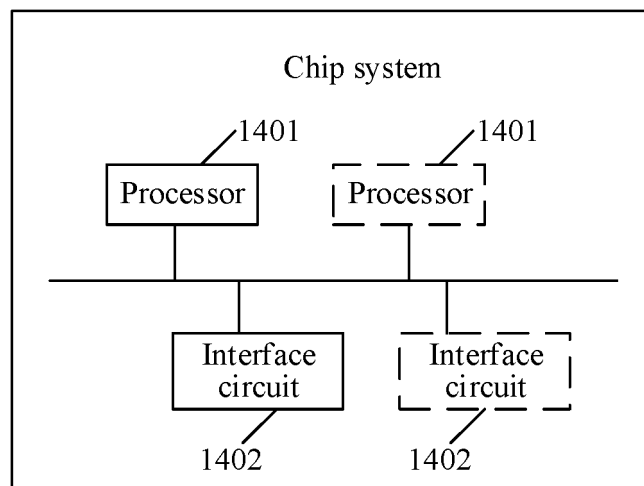 Chip system
1401
1401
Processor
Processor
Interface
circuit
Interface
circuit
1402
1402